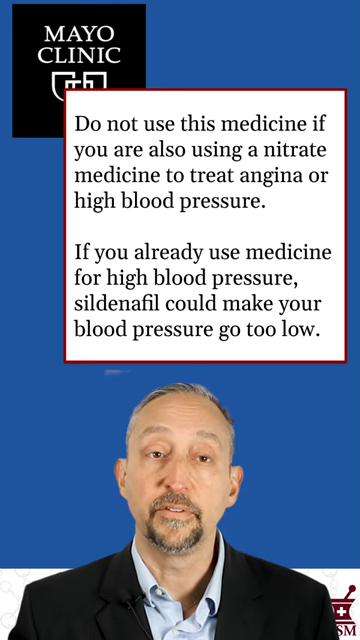 MAYO
CLINIC
Do not use this medicine if
you are also using a nitrate
medicine to treat angina or
high blood pressure.
If you already use medicine
for high blood pressure,
sildenafil could make your
blood pressure go too low.
SM